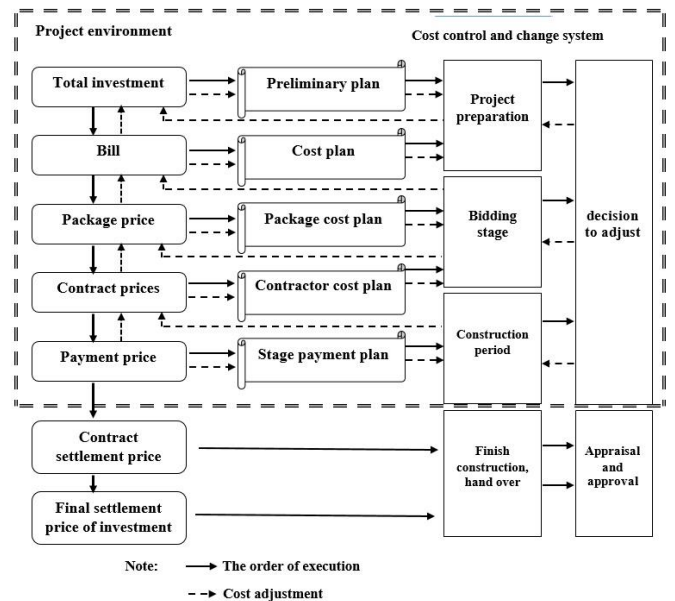 Project environment
Cost control and change system
Total investment
Preliminary plan
Project
preparation
Bill
Cost plan
Package price
Package cost plan
Bidding
stage
decision
to adjust
Contract prices
Contractor cost plan
Construction
period
Payment price
Stage payment plan
Contract
settlement price
Finish
construction,
hand over
Appraisal
and
approval
Final settlement
price of investment
Note:
The order of execution
Cost adjustment